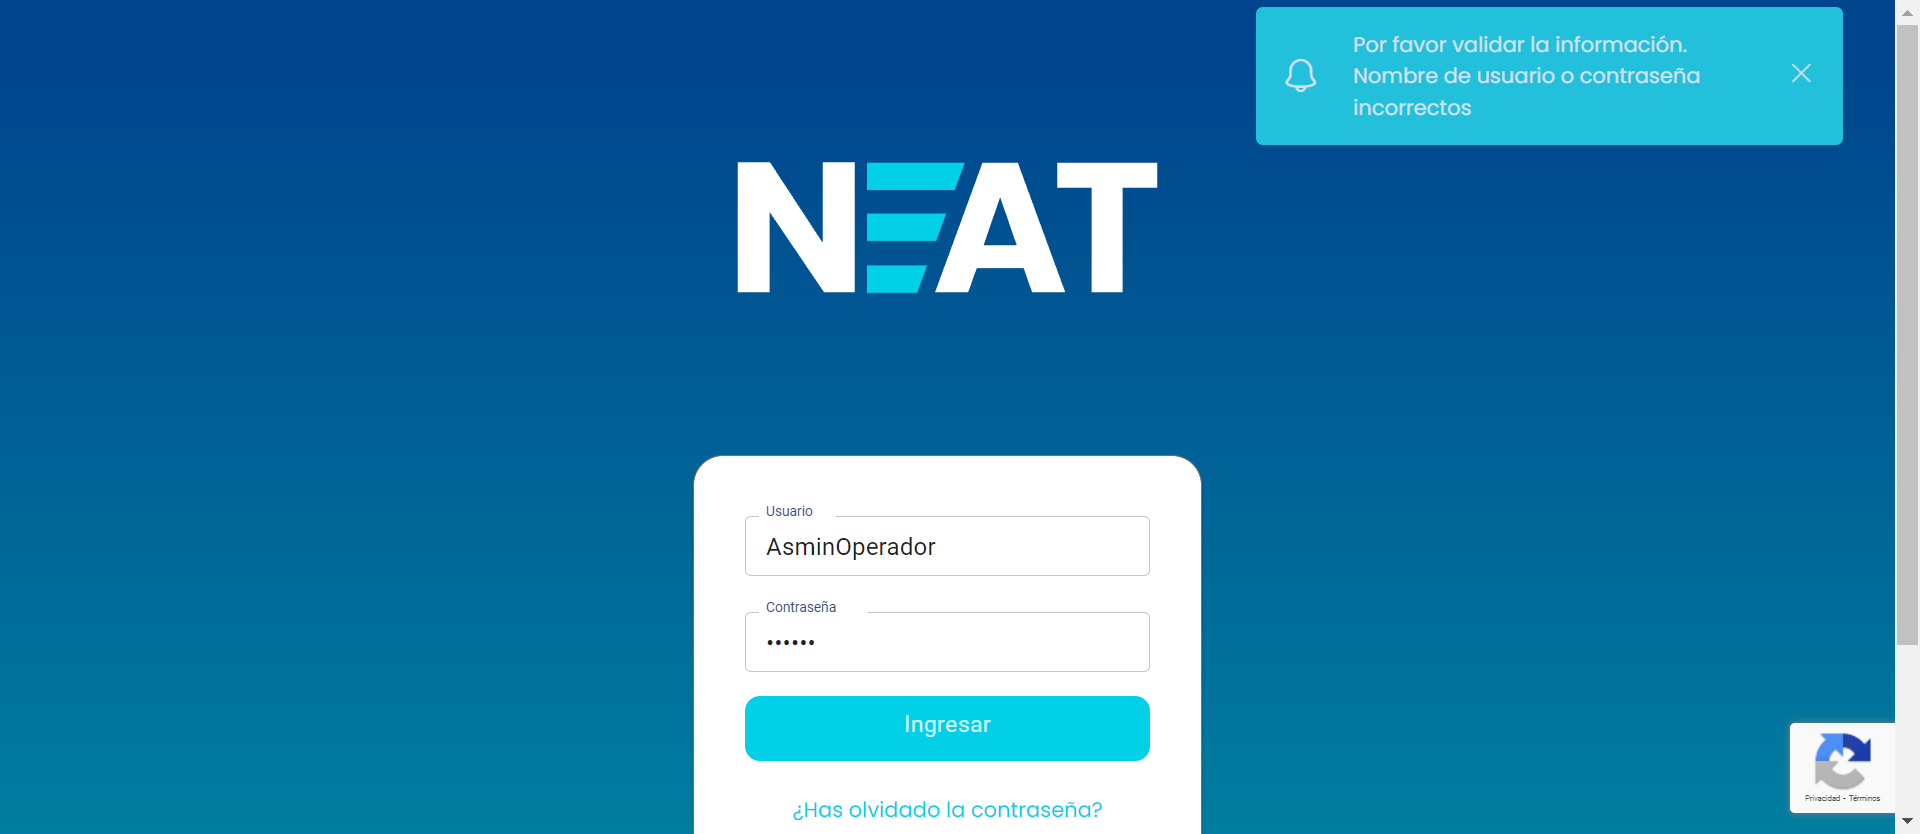 Por favor validar la información.
Nombre de usuario o contraseña
incorrectos
NEAT
Usuario
AsminOperador
Contraseña
••••••
Ingresar
¿Has olvidado la contraseña?
Privacidad - Términos